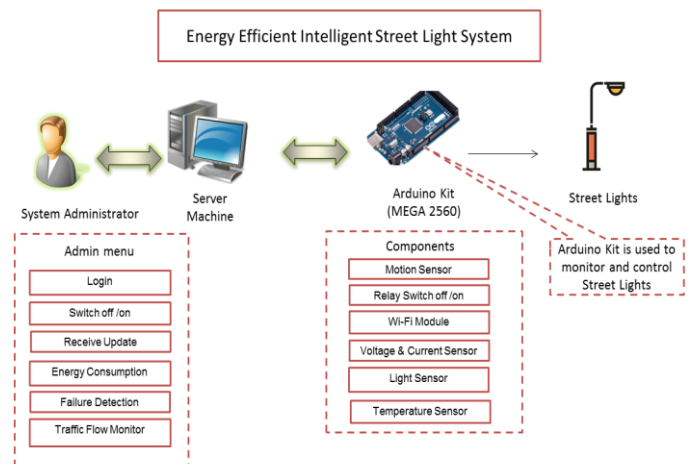 Energy Efficient Intelligent Street Light System
System Administrator
Server
Machine
Arduino Kit
(MEGA 2560)
Street Lights
Admin menu
Login
Switch off /on
Receive Update
Energy Consumption
Failure Detection
Traffic Flow Monitor
Components
Motion Sensor
Relay Switch off /on
Wi-Fi Module
Voltage & Current Sensor
Light Sensor
Temperature Sensor
Arduino Kit is used to
monitor and control
Street Lights